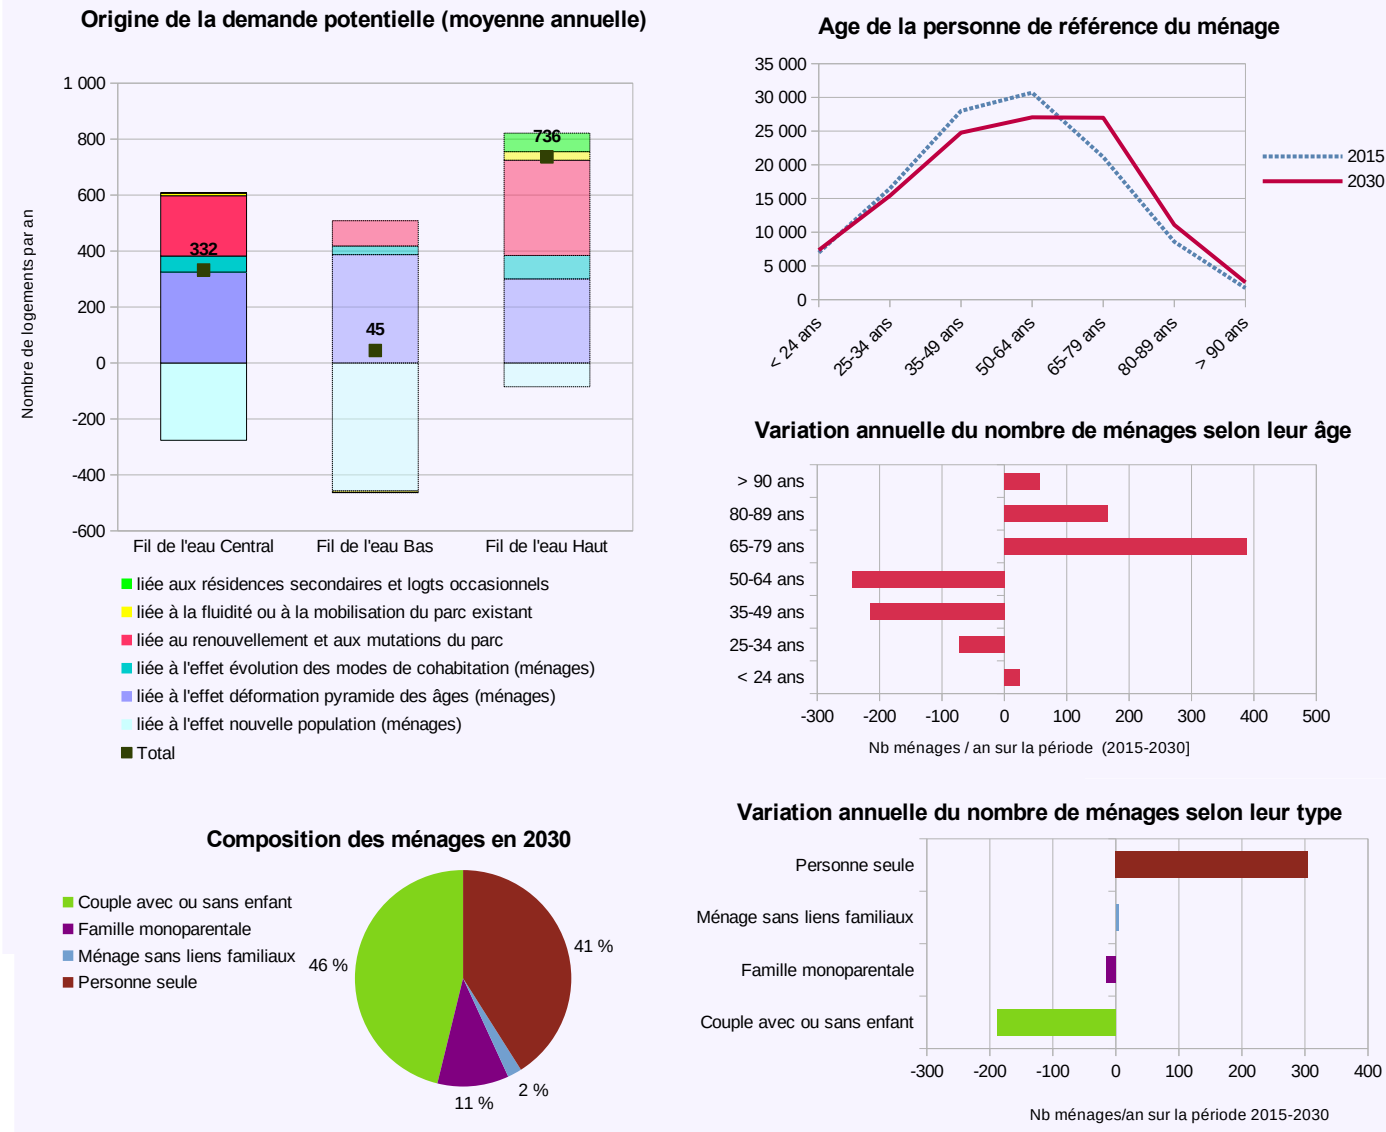 Origine de la demande potentielle (moyenne annuelle)
Nombre de logements par an
1 000
800
600
400
200
0
-200
-400
-600
332
45
736
Fil de l'eau Central
Fil de l'eau Bas
Fil de l'eau Haut
liée aux résidences secondaires et logts occasionnels
liée à la fluidité ou à la mobilisation du parc existant
liée au renouvellement et aux mutations du parc
liée à l'effet évolution des modes de cohabitation (ménages)
liée à l'effet déformation pyramide des âges (ménages)
liée à l'effet nouvelle population (ménages)
Total
Age de la personne de référence du ménage
35 000
30 000
25 000
20 000
15 000
10 000
5 000
0
< 24 ans
25-34 ans
35-49 ans
50-64 ans
65-79 ans
80-89 ans
> 90 ans
2015
2030
Variation annuelle du nombre de ménages selon leur âge
> 90 ans
80-89 ans
65-79 ans
50-64 ans
35-49 ans
25-34 ans
< 24 ans
-300 -200 -100 0 100 200 300 400 500
Nb ménages / an sur la période (2015-2030]
Composition des ménages en 2030
Couple avec ou sans enfant
Famille monoparentale
Ménage sans liens familiaux
Personne seule
46 %
41 %
2 %
11 %
Variation annuelle du nombre de ménages selon leur type
Personne seule
Ménage sans liens familiaux
Famille monoparentale
Couple avec ou sans enfant
-300 -200 -100 0 100 200 300 400
Nb ménages/an sur la période 2015-2030